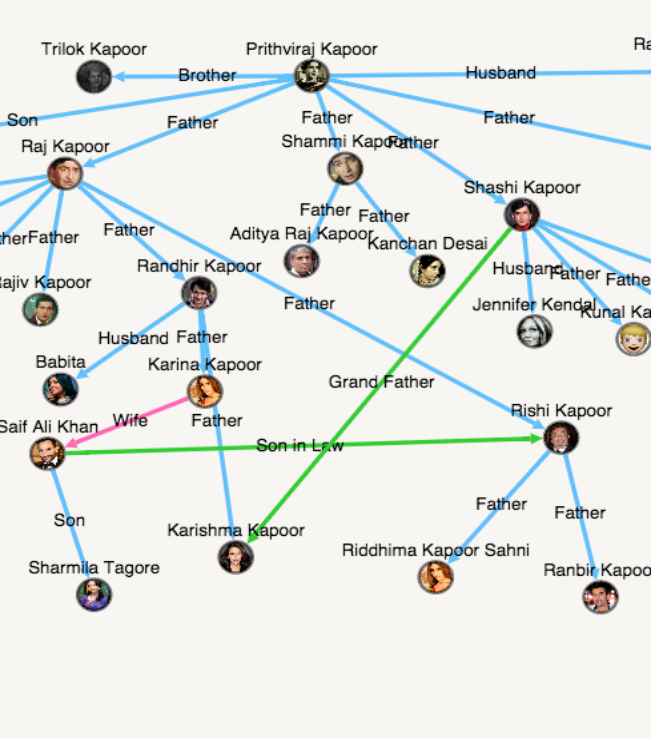 Ra
Trilok Kapoor
Prithviraj Kapoor
Brother
Husband
Son
Father
Father
Father
Father
Raj Kapoor
Shammi Kapoor
Shashi Kapoor
ther
Father
Father
Father
Father
Aditya Raj Kapoor
Kanchan Desai
Randhir Kapoor
Husband
Father
Fathe
ajiv Kapoor
Father
Jennifer Kendal
Kunal Ka
Husband
Father
Babita
Karina Kapoor
Grand Father
Rishi Kapoor
Saif Ali Khan
Wife
Father
Son in Law
Father
Father
Son
Karishma Kapoor
Riddhima Kapoor Sahni
Sharmila Tagore
Ranbir Kapoo